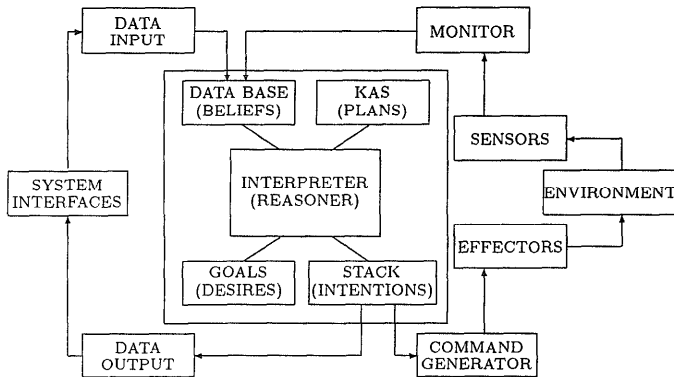 DATA
INPUT
MONITOR
DATA BASE
(BELIEFS)
KAS
(PLANS)
SENSORS
SYSTEM
INTERFACES
INTERPRETER
(REASONER)
ENVIRONMENT
EFFECTORS
GOALS
(DESIRES)
STACK
(INTENTIONS)
DATA
OUTPUT
COMMAND
GENERATOR